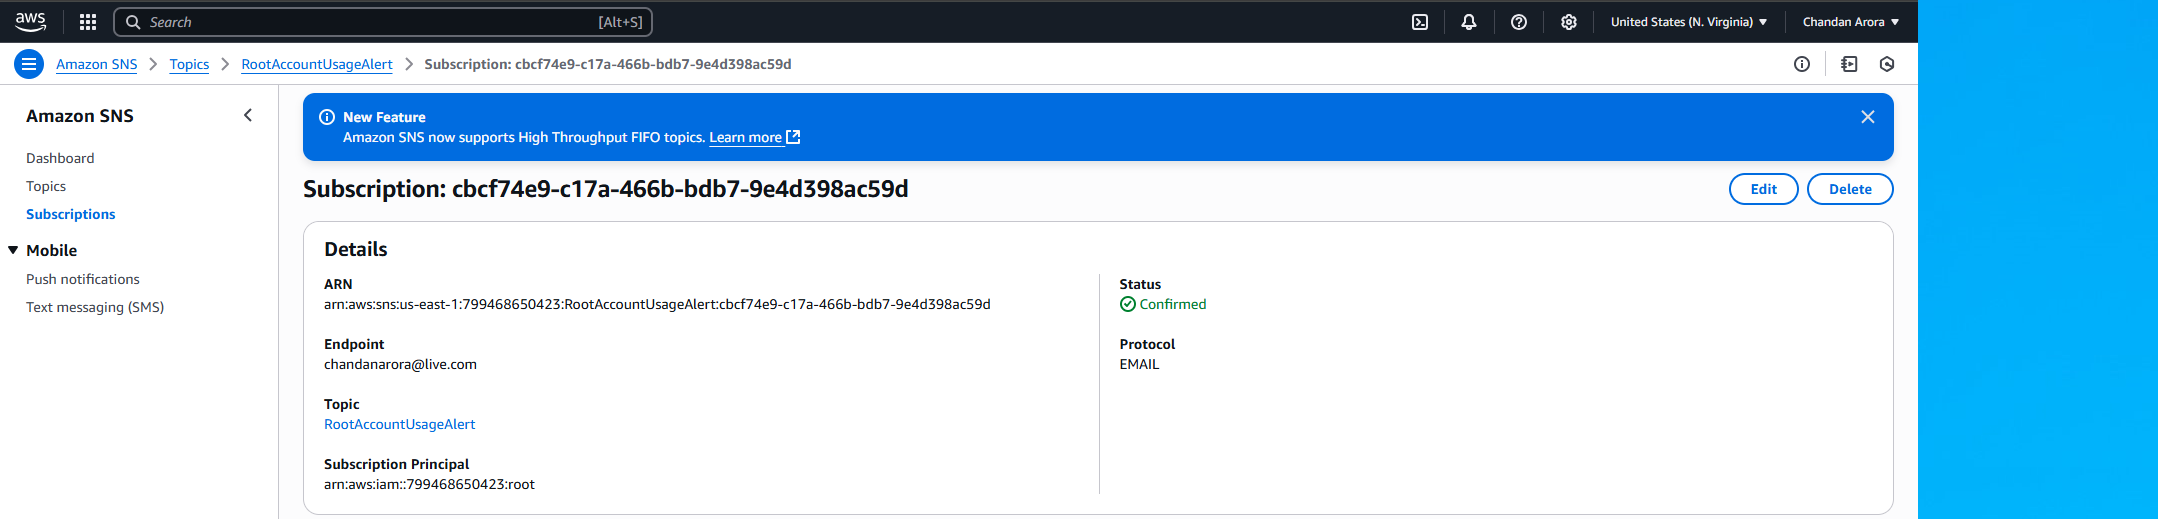 aws
Search [Alt+S]
United States (N. Virginia) Chandan Arora
Amazon SNS Topics RootAccountUsageAlert Subscription: cbcf74e9-c17a-466b-bdb7-9e4d398ac59d
Amazon SNS
Dashboard
Topics
Subscriptions
Mobile
Push notifications
Text messaging (SMS)
New Feature
Amazon SNS now supports High Throughput FIFO topics. Learn more
Subscription: cbcf74e9-c17a-466b-bdb7-9e4d398ac59d
Edit Delete
Details
ARN
arn:aws:sns:us-east-1:799468650423:RootAccountUsageAlert:cbcf74e9-c17a-466b-bdb7-9e4d398ac59d
Endpoint
chandanarora@live.com
Topic
RootAccountUsageAlert
Subscription Principal
arn:aws:iam::799468650423:root
Status
Confirmed
Protocol
EMAIL